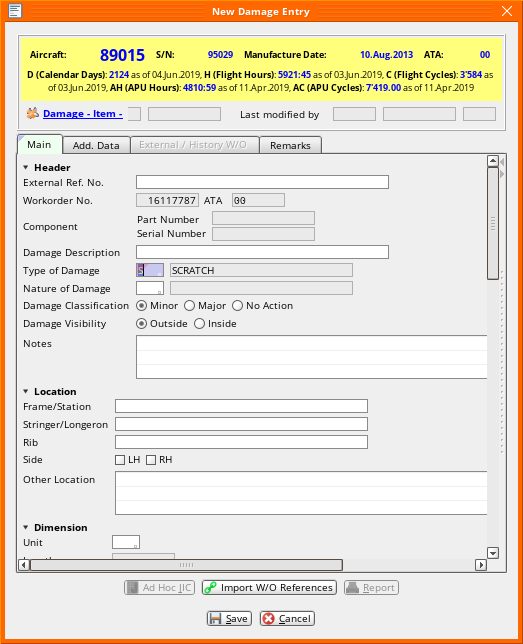 New Damage Entry
Aircraft: 89015 S/N: 95029 Manufacture Date: 10.Aug.2013 ATA: 00
D (Calendar Days): 2124 as of 04.Jun.2019, H (Flight Hours): 5921:45 as of 03.Jun.2019, C (Flight Cycles): 3'584 as
of 03.Jun.2019, AH (APU Hours): 4810:59 as of 11.Apr.2019, AC (APU Cycles): 7'419.00 as of 11.Apr.2019
Damage - Item - Last modified by
Main Add. Data External / History W/O Remarks
Header
External Ref. No.
Workorder No. 16117787 ATA 00
Component Part Number
Serial Number
Damage Description
Type of Damage S SCRATCH
Nature of Damage
Damage Classification Minor Major No Action
Damage Visibility Outside Inside
Notes
Location
Frame/Station
Stringer/Longeron
Rib
Side LH RH
Other Location
Dimension
Unit
Ad Hoc JIC Import W/O References Report
Save Cancel